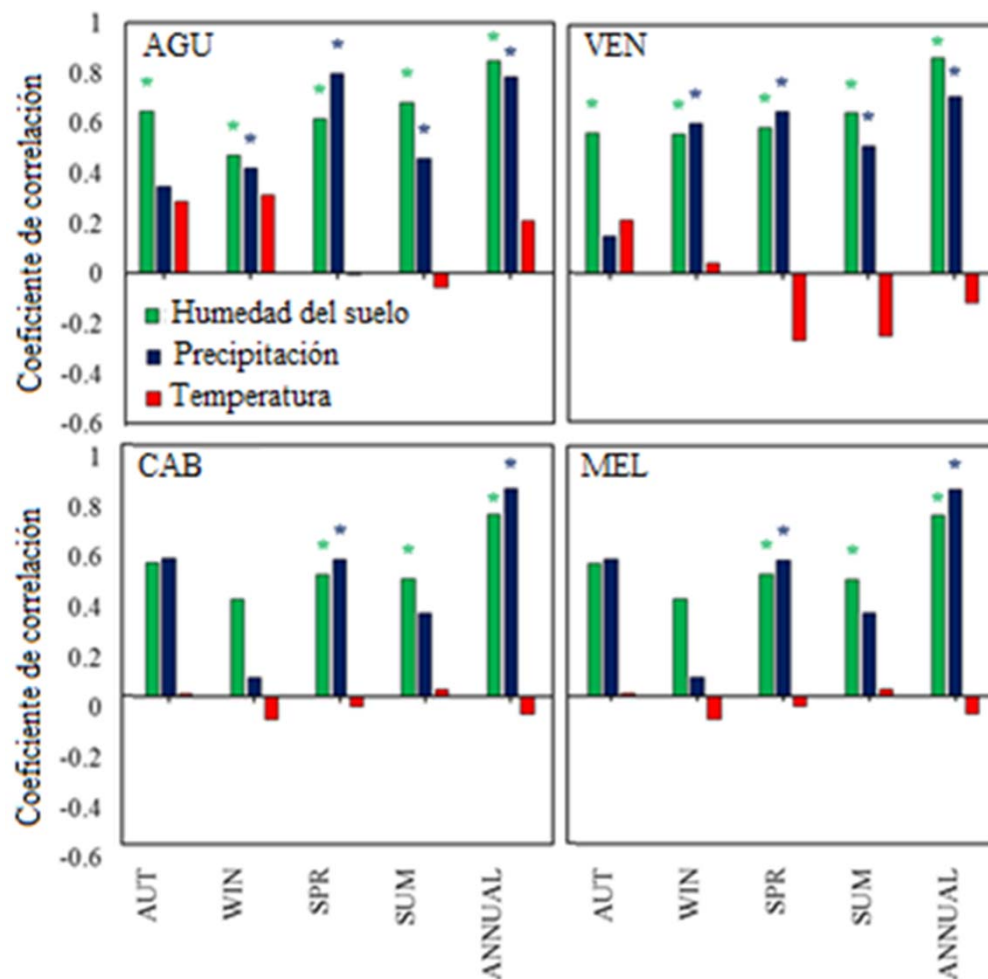 Coeficiente de correlación
1
0.8
0.6
0.4
0.2
0
-0.2
-0.4
-0.6
AGU
Humedad del suelo
Precipitación
Temperatura
VEN
Coeficiente de correlación
1
0.8
0.6
0.4
0.2
0
-0.2
-0.4
-0.6
CAB
MEL
AUT
WIN
SPR
SUM
ANNUAL
AUT
WIN
SPR
SUM
ANNUAL